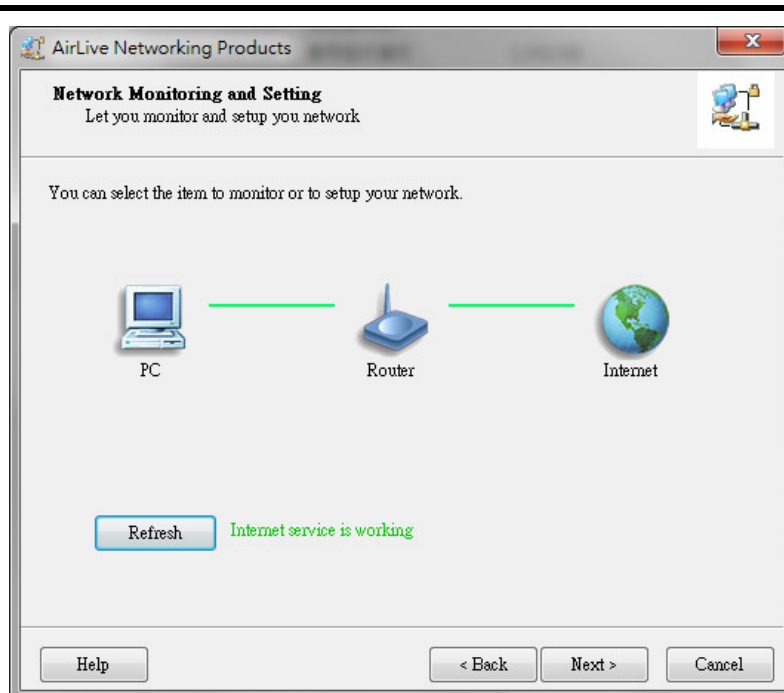 AirLive Networking Products
Network Monitoring and Setting
Let you monitor and setup you network
You can select the item to monitor or to setup your network.
PC
Router
Internet
Refresh
Internet service is working
Help
< Back
Next >
Cancel